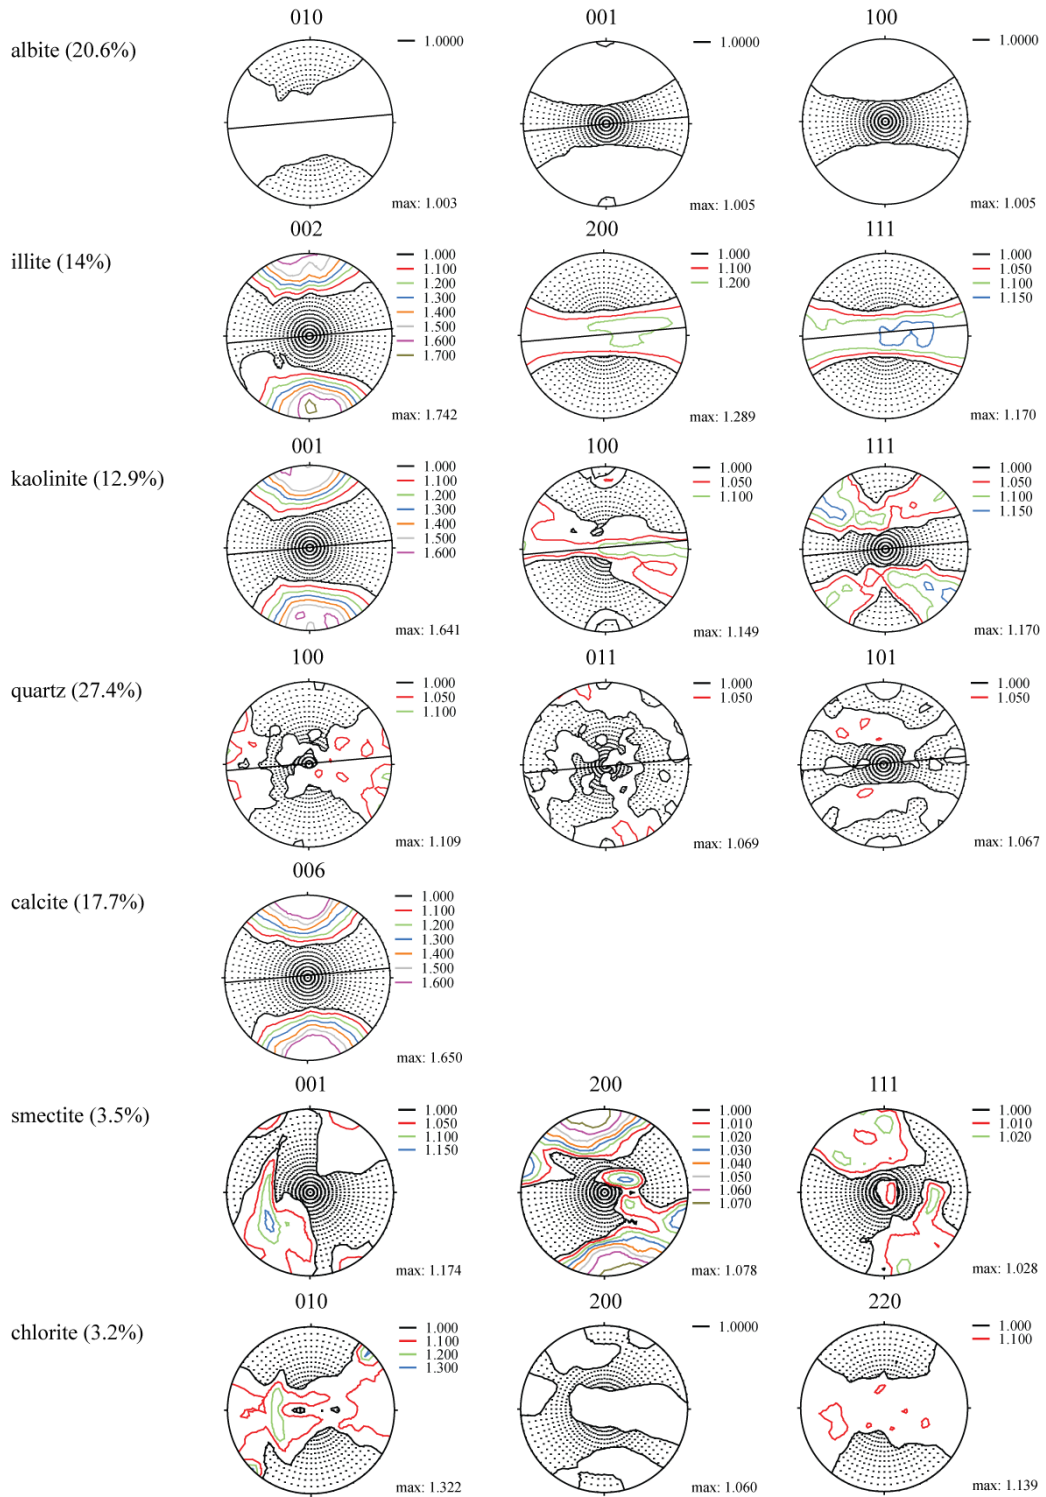 010 001 100
albite (20.6%)
1.0000 1.0000 1.0000
max: 1.003 max: 1.005 max: 1.005
002 200 111
illite (14%)
1.000 1.000 1.000
1.100 1.100 1.050
1.200 1.200 1.100
1.300 1.150
1.400
1.500
1.600
1.700
max: 1.742 max: 1.289 max: 1.170
001 100 111
kaolinite (12.9%)
1.000 1.000 1.000
1.100 1.050 1.050
1.200 1.100 1.100
1.300 1.150
1.400
1.500
1.600
max: 1.641 max: 1.149 max: 1.170
100 011 101
quartz (27.4%)
1.000 1.000 1.000
1.050 1.050 1.050
1.100
max: 1.109 max: 1.069 max: 1.067
006
calcite (17.7%)
1.000
1.100
1.200
1.300
1.400
1.500
1.600
max: 1.650
001 200 111
smectite (3.5%)
1.000 1.000 1.000
1.050 1.010 1.010
1.100 1.020 1.020
1.150 1.030
1.040
1.050
1.060
1.070
max: 1.174 max: 1.078 max: 1.028
010 200 220
chlorite (3.2%)
1.000 1.0000 1.000
1.100 1.100
1.200
1.300
max: 1.322 max: 1.060 max: 1.139